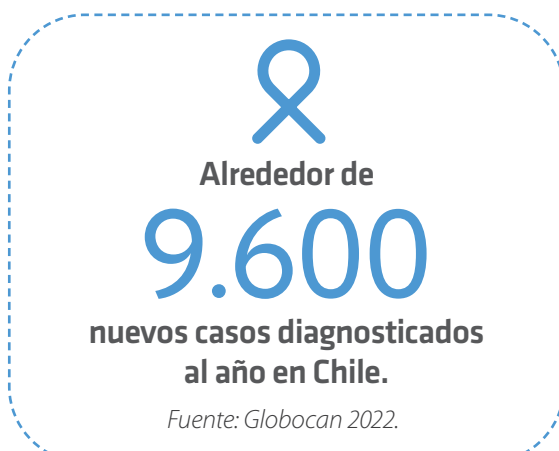 Alrededor de
9.600
nuevos casos diagnosticados
al año en Chile.
Fuente: Globocan 2022.